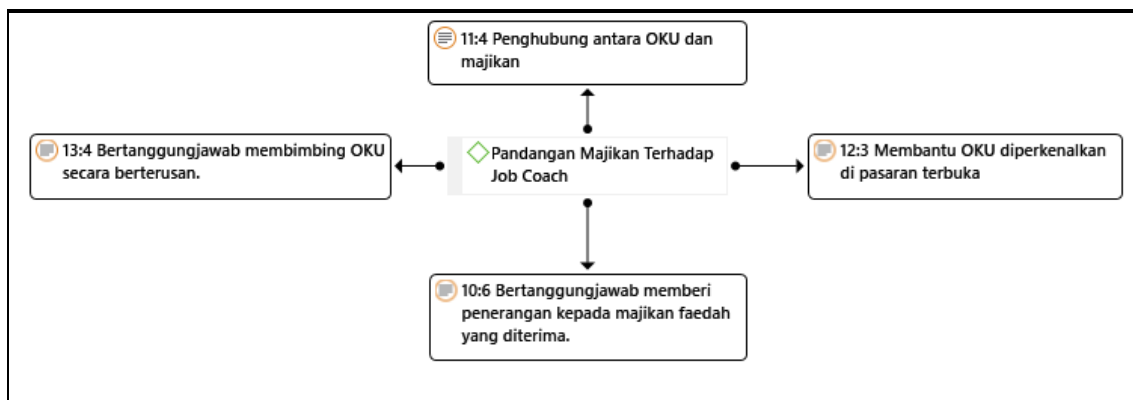 11:4 Penghubung antara OKU dan
majikan
13:4 Bertanggungjawab membimbing OKU
secara berterusan.
Pandangan Majikan Terhadap
Job Coach
12:3 Membantu OKU diperkenalkan
di pasaran terbuka
10:6 Bertanggungjawab memberi
penerangan kepada majikan faedah
yang diterima.